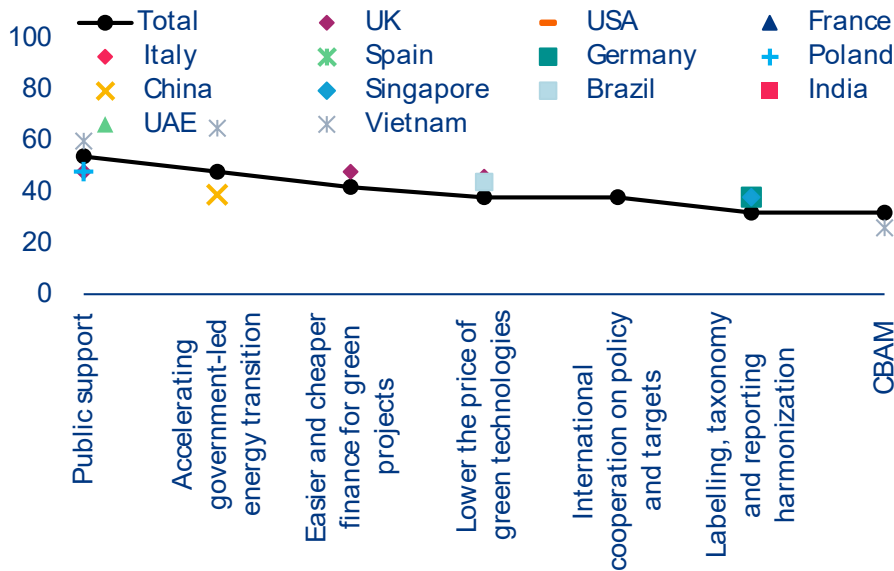 Total
UK
USA
France
Italy
Spain
Germany
Poland
China
Singapore
Brazil
India
UAE
Vietnam
100
80
60
40
20
0
Public support
Accelerating
government-led
energy transition
Easier and cheaper
finance for green
projects
Lower the price of
green technologies
International
cooperation on policy
and targets
Labelling, taxonomy
and reporting
harmonization
CBAM